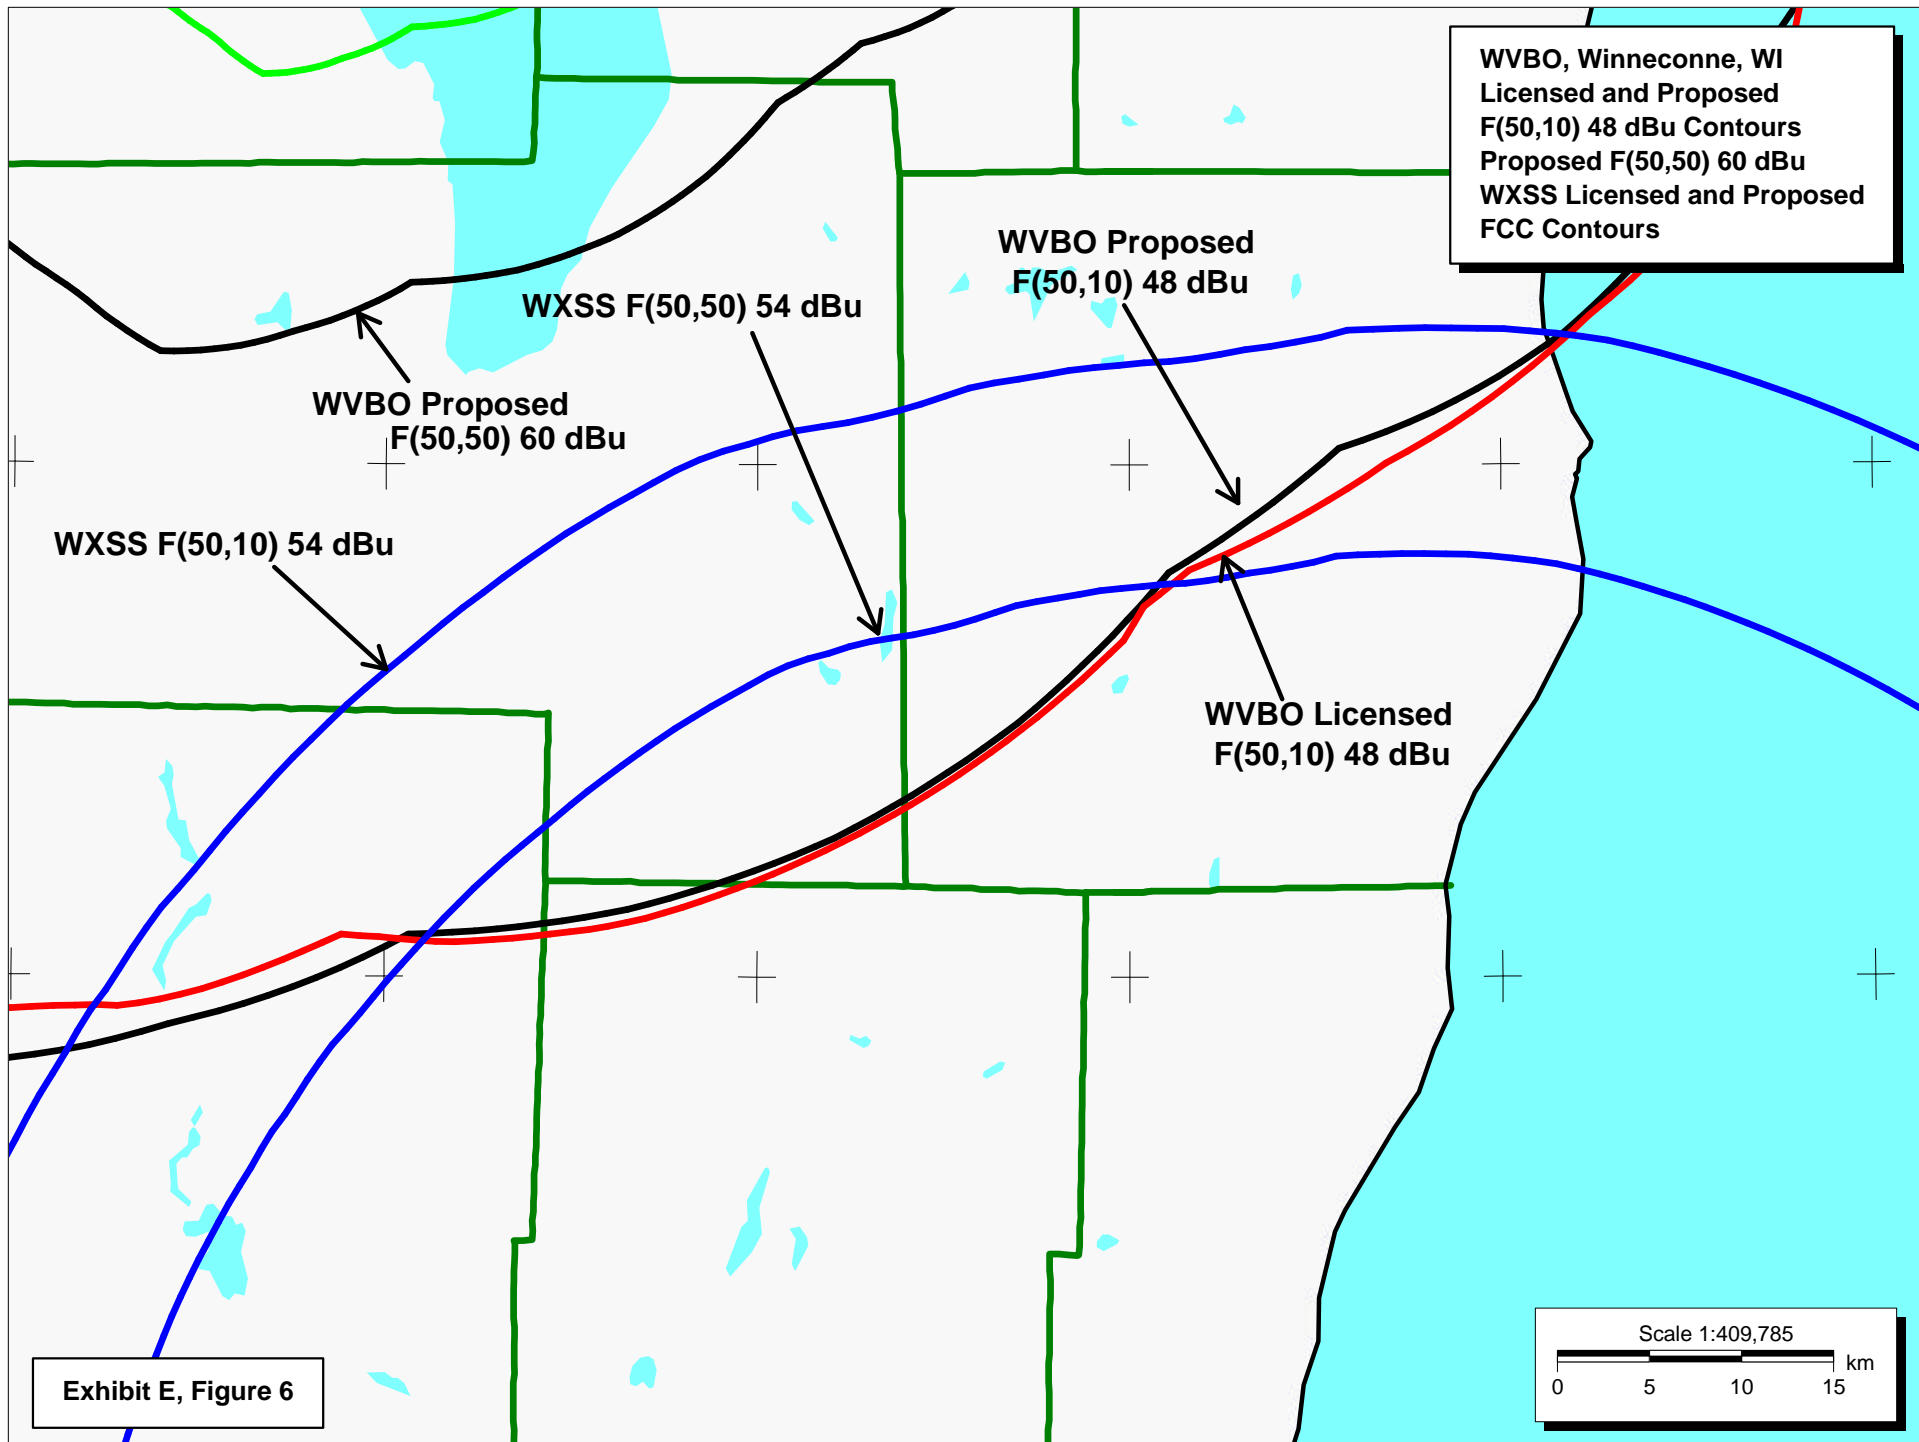 WVBO, Winneconne, WI
Licensed and Proposed
F(50,10) 48 dBu Contours
Proposed F(50,50) 60 dBu
WXSS Licensed and Proposed
FCC Contours
WVBO Proposed
F(50,10) 48 dBu
WXSS F(50,50) 54 dBu
WVBO Proposed
F(50,50) 60 dBu
WXSS F(50,10) 54 dBu
WVBO Licensed
F(50,10) 48 dBu
Scale 1:409,785
km
0 5 10 15
Exhibit E, Figure 6